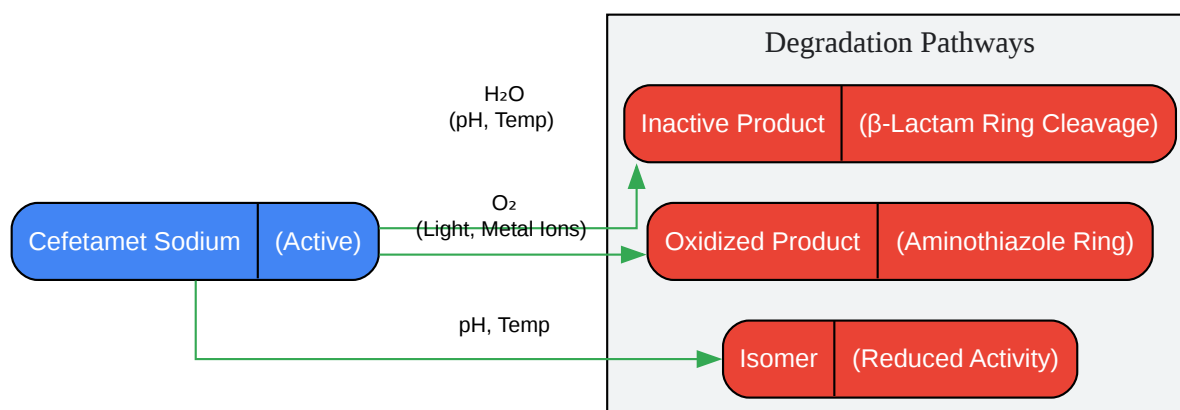 Degradation Pathways
H₂O
(pH, Temp)
Inactive Product (β-Lactam Ring Cleavage)
O₂
(Light, Metal Ions)
Cefetamet Sodium (Active)
Oxidized Product (Aminothiazole Ring)
pH, Temp
Isomer (Reduced Activity)